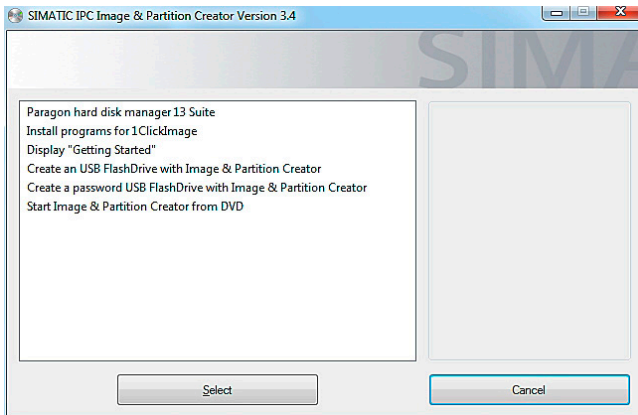 SIMATIC IPC Image & Partition Creator Version 3.4
SIMA
Paragon hard disk manager 13 Suite
Install programs for 1ClickImage
Display "Getting Started"
Create an USB FlashDrive with Image & Partition Creator
Create a password USB FlashDrive with Image & Partition Creator
Start Image & Partition Creator from DVD
Select
Cancel